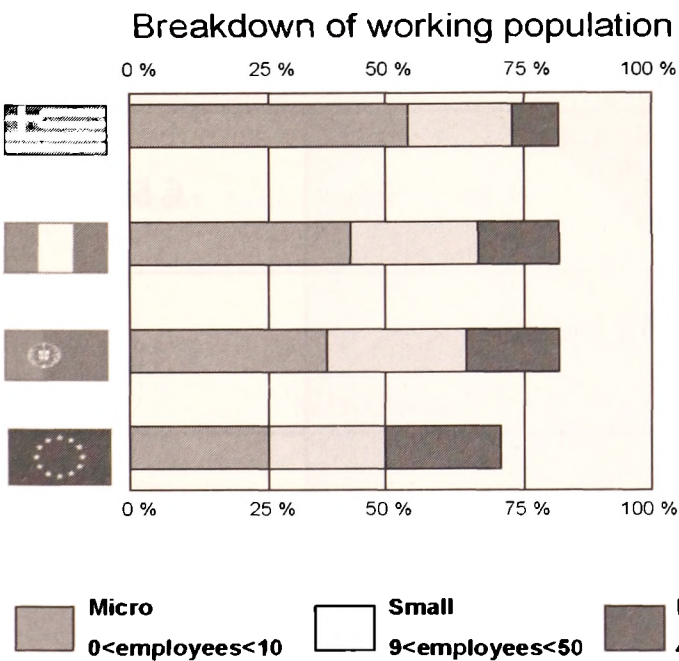 Breakdown of working population
0 % 25 % 50 % 75 % 100 %
0 % 25 % 50 % 75 % 100 %
Micro Small
0<employees<10 9<employees<50